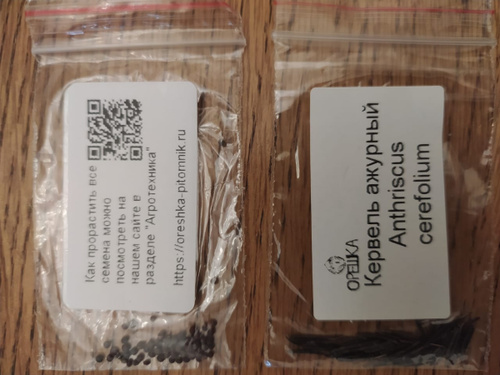 Как прорастить все
семена можно
посмотреть на
нашем сайте в
разделе "Агротехника"
https://oreshka-pitomnik.ru
ОРЕШКА
Кервель ажурный
Anthriscus
cerefolium